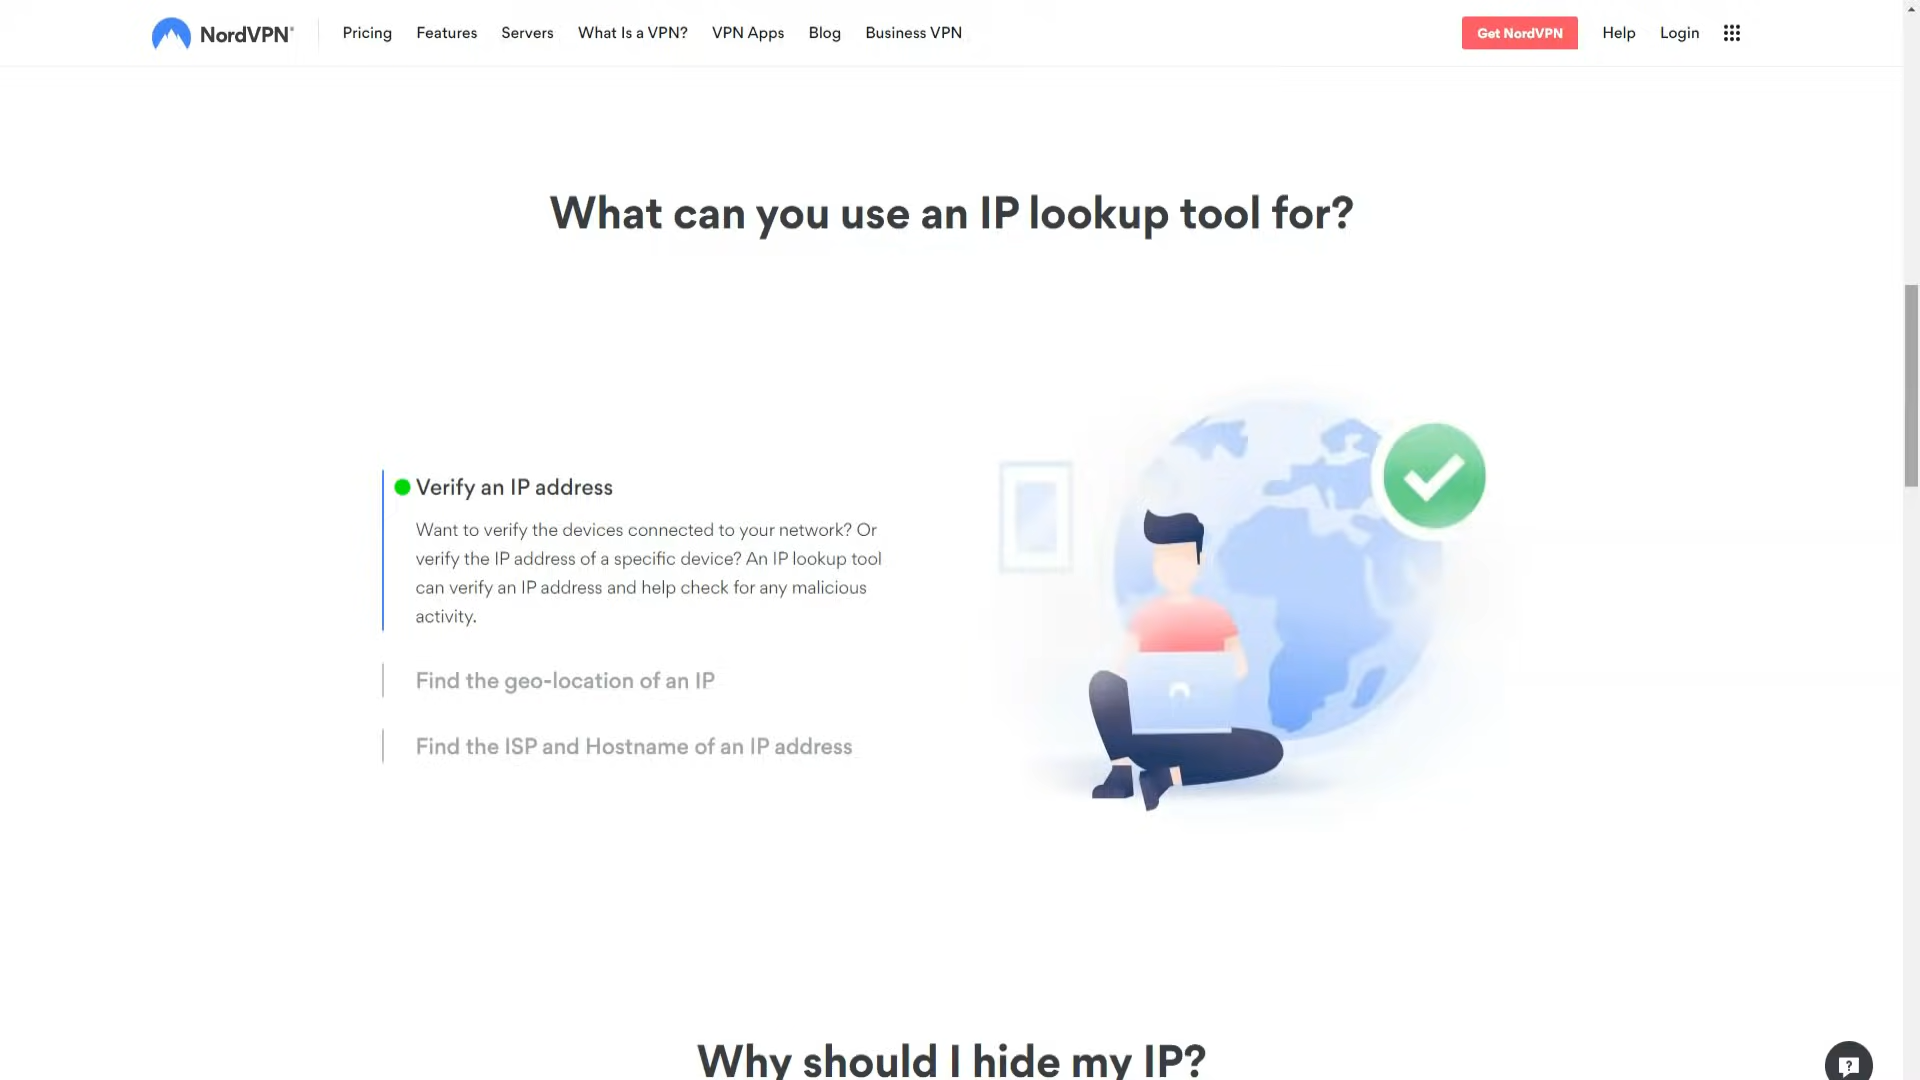 NordVPN®
Pricing
Features
Servers
What Is a VPN?
VPN Apps
Blog
Business VPN
Get NordVPN
Help
Login
What can you use an IP lookup tool for?
Verify an IP address
Want to verify the devices connected to your network? Or
verify the IP address of a specific device? An IP lookup tool
can verify an IP address and help check for any malicious
activity.
Find the geo-location of an IP
Find the ISP and Hostname of an IP address
Why should I hide my IP?
?